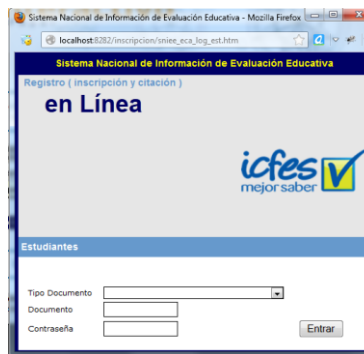 Sistema Nacional de Información de Evaluación Educativa - Mozilla Firefox
localhost:8282/inscripcion/sniee_eca_log_est.htm
Sistema Nacional de Información de Evaluación Educativa
Registro ( inscripción y citación )
en Línea
icfes
mejor saber
Estudiantes
Tipo Documento
Documento
Contraseña
Entrar